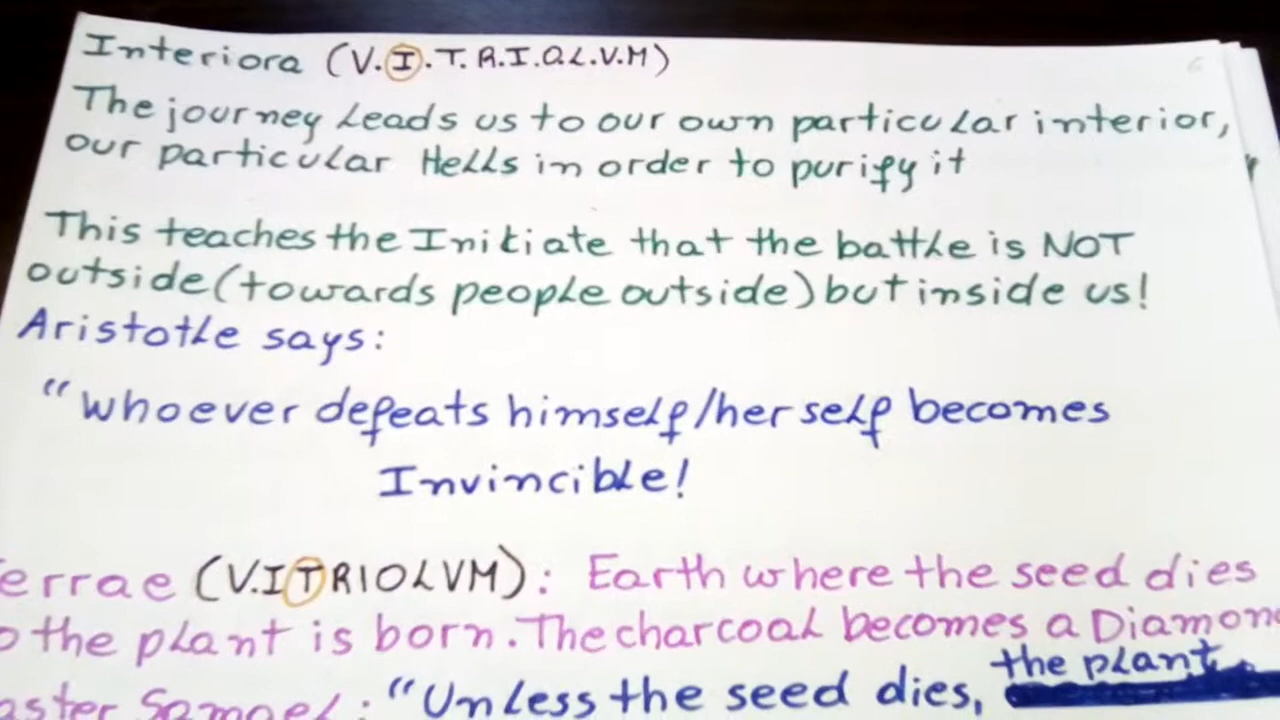 Interiora (V.I.T.R.I.O.L.V.M)
The journey leads us to our own particular interior,
our particular Hells in order to purify it
This teaches the Initiate that the battle is NOT
outside (towards people outside) but inside us!
Aristotle says:
"Whoever defeats himself/herself becomes
Invincible!
errae (V.ITRIOLVM): Earth where the seed dies
o the plant is born. The charcoal becomes a Diamon
the plant
aster Samael: "Unless the seed dies,